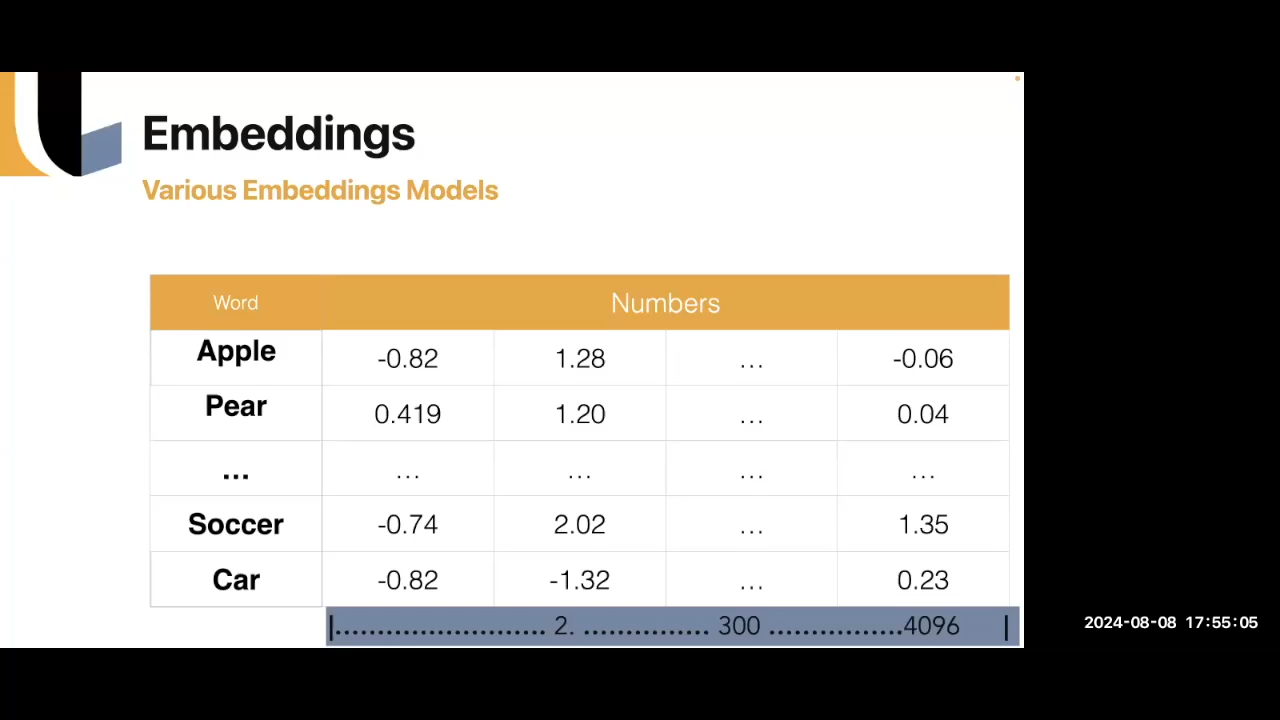 Embeddings
Various Embeddings Models
Word Numbers
Apple -0.82 1.28 ... -0.06
Pear 0.419 1.20 ... 0.04
... ... ... ... ...
Soccer -0.74 2.02 ... 1.35
Car -0.82 -1.32 ... 0.23
|......................... 2. ............... 300 ................4096 |
2024-08-08 17:55:05